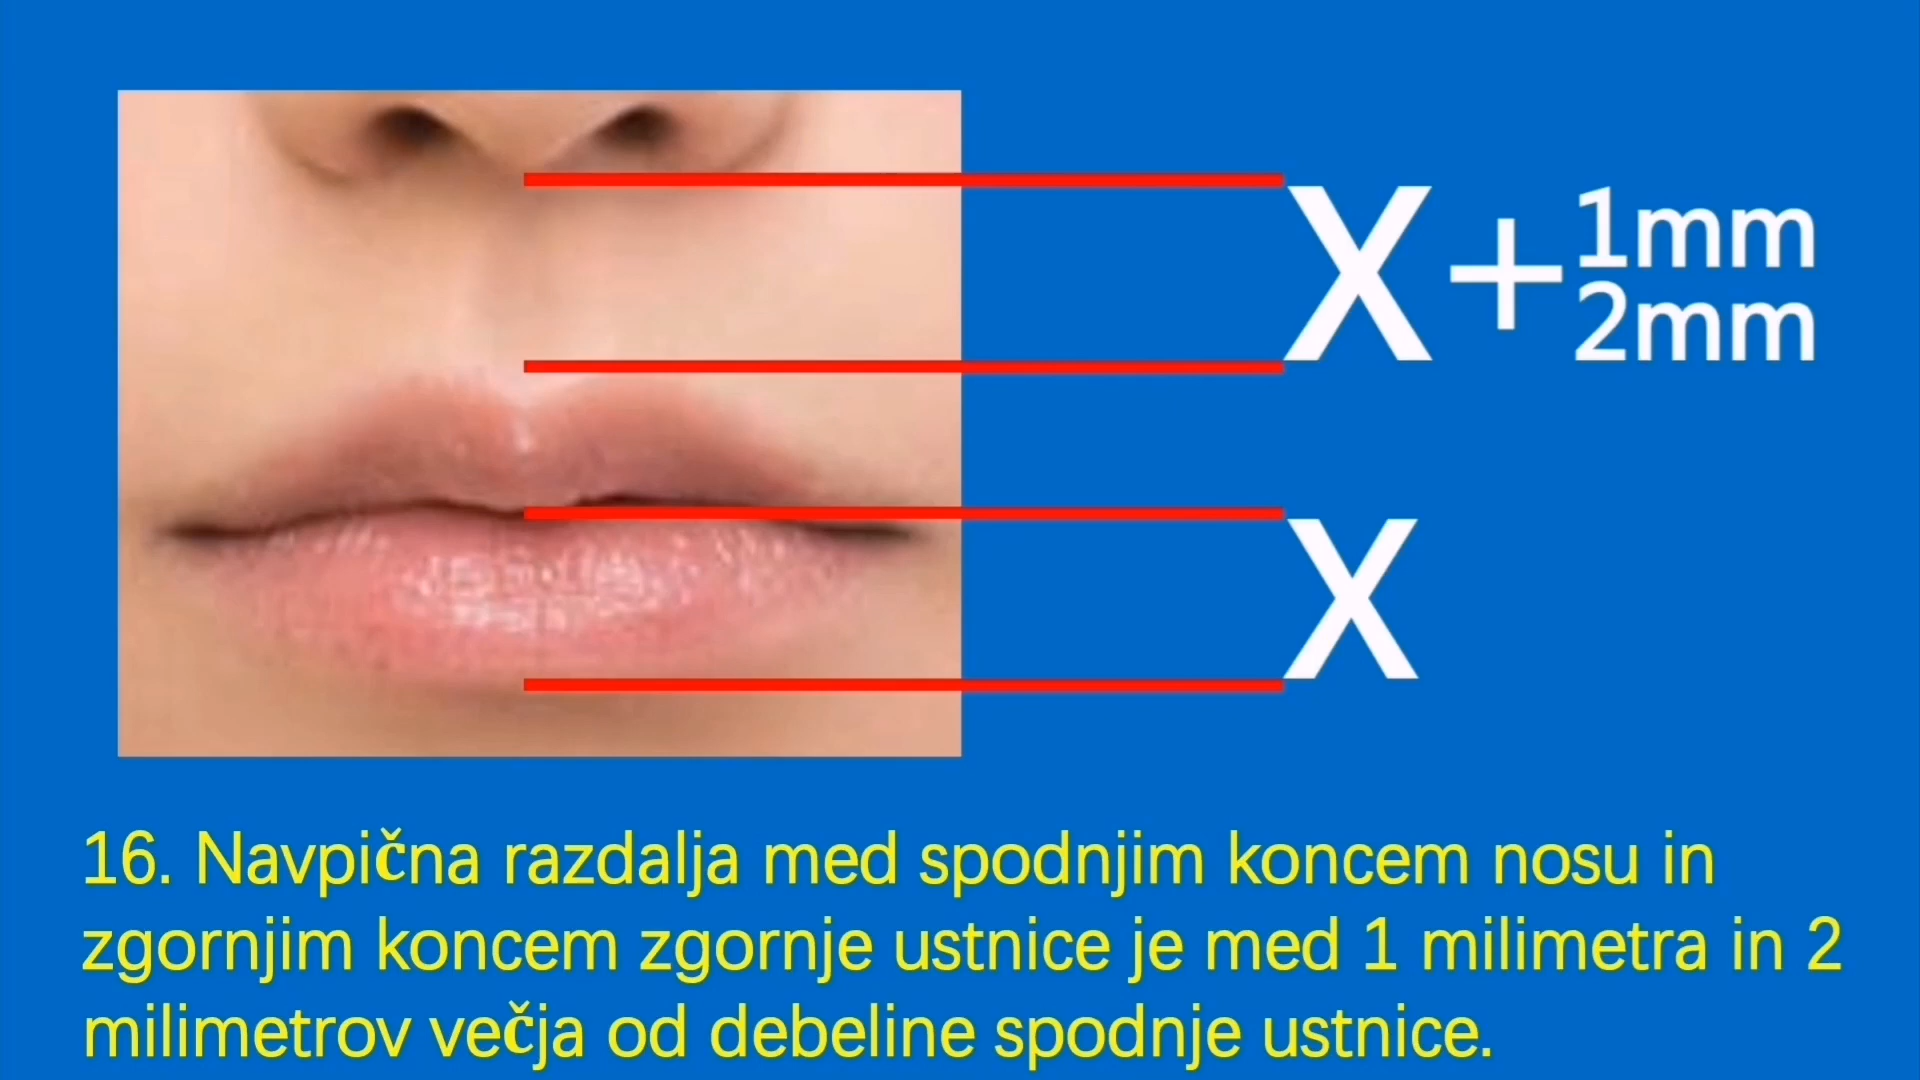 X+1mm
2mm
X
16. Navpična razdalja med spodnjim koncem nosu in
zgornjim koncem zgornje ustnice je med 1 milimetra in 2
milimetrov večja od debeline spodnje ustnice.